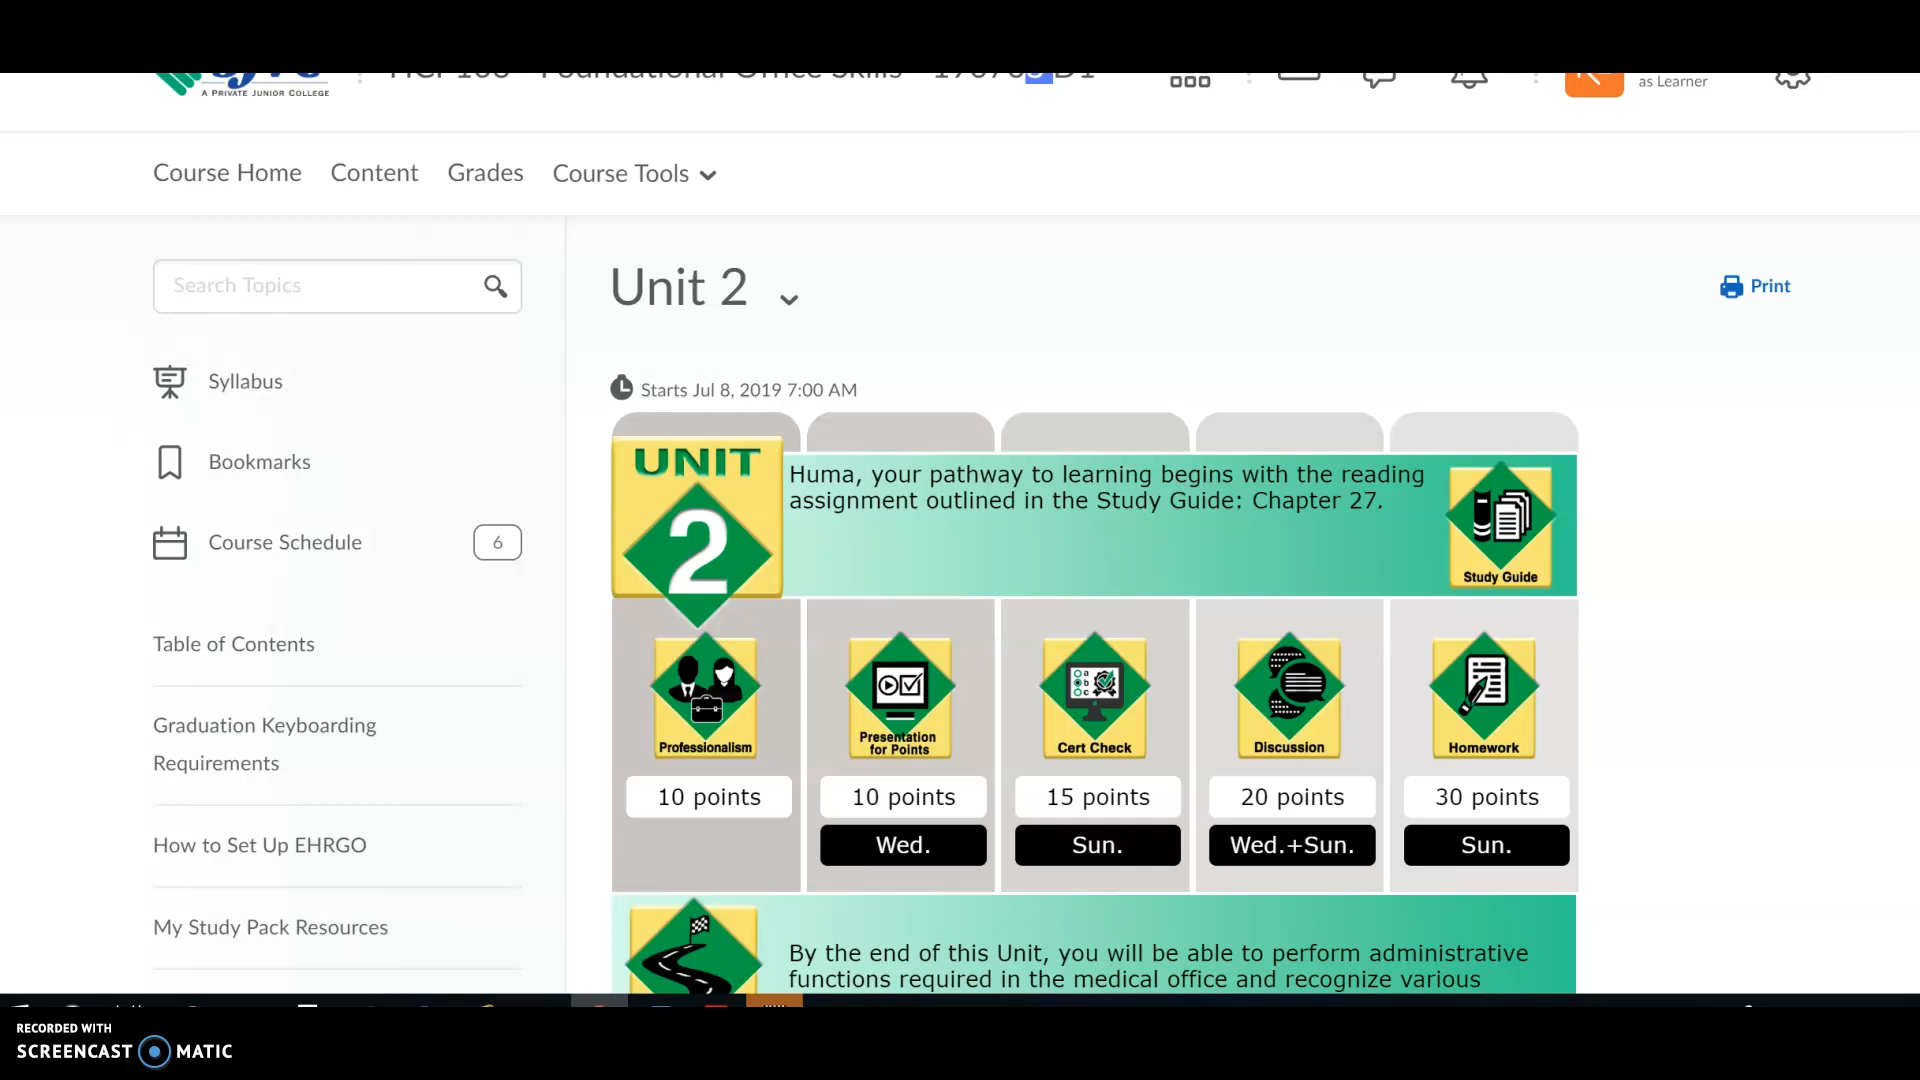 A PRIVATE JUNIOR COLLEGE
Foundational Office Skills
as Learner
Course Home Content Grades Course Tools
Search Topics
Unit 2
Print
Syllabus
Starts Jul 8, 2019 7:00 AM
Bookmarks
UNIT
2
Huma, your pathway to learning begins with the reading
assignment outlined in the Study Guide: Chapter 27.
Study Guide
Course Schedule 6
Table of Contents
Graduation Keyboarding
Requirements
Professionalism
Presentation
for Points
a
b
c
Cert Check
Discussion
Homework
10 points
10 points
15 points
20 points
30 points
Wed.
Sun.
Wed.+Sun.
Sun.
How to Set Up EHRGO
My Study Pack Resources
By the end of this Unit, you will be able to perform administrative
functions required in the medical office and recognize various
RECORDED WITH
SCREENCAST MATIC